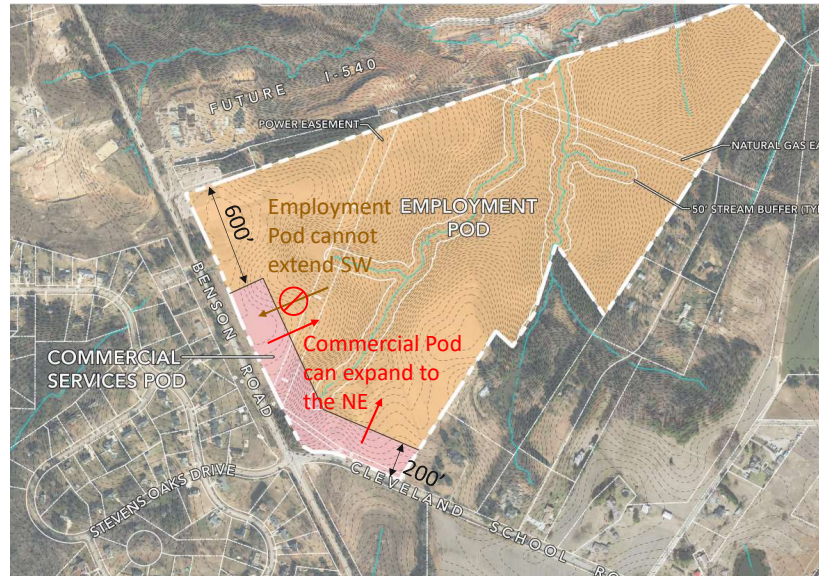 FUTURE I-540
POWER EASEMENT
NATURAL GAS EA
600'
Employment
Pod cannot
extend SW
EMPLOYMENT
POD
50' STREAM BUFFER (TY
BENSON ROAD
COMMERCIAL
SERVICES POD
Commercial Pod
can expand to
the NE
200'
CLEVELAND SCHOOL RO
STEVENS OAKS DRIVE